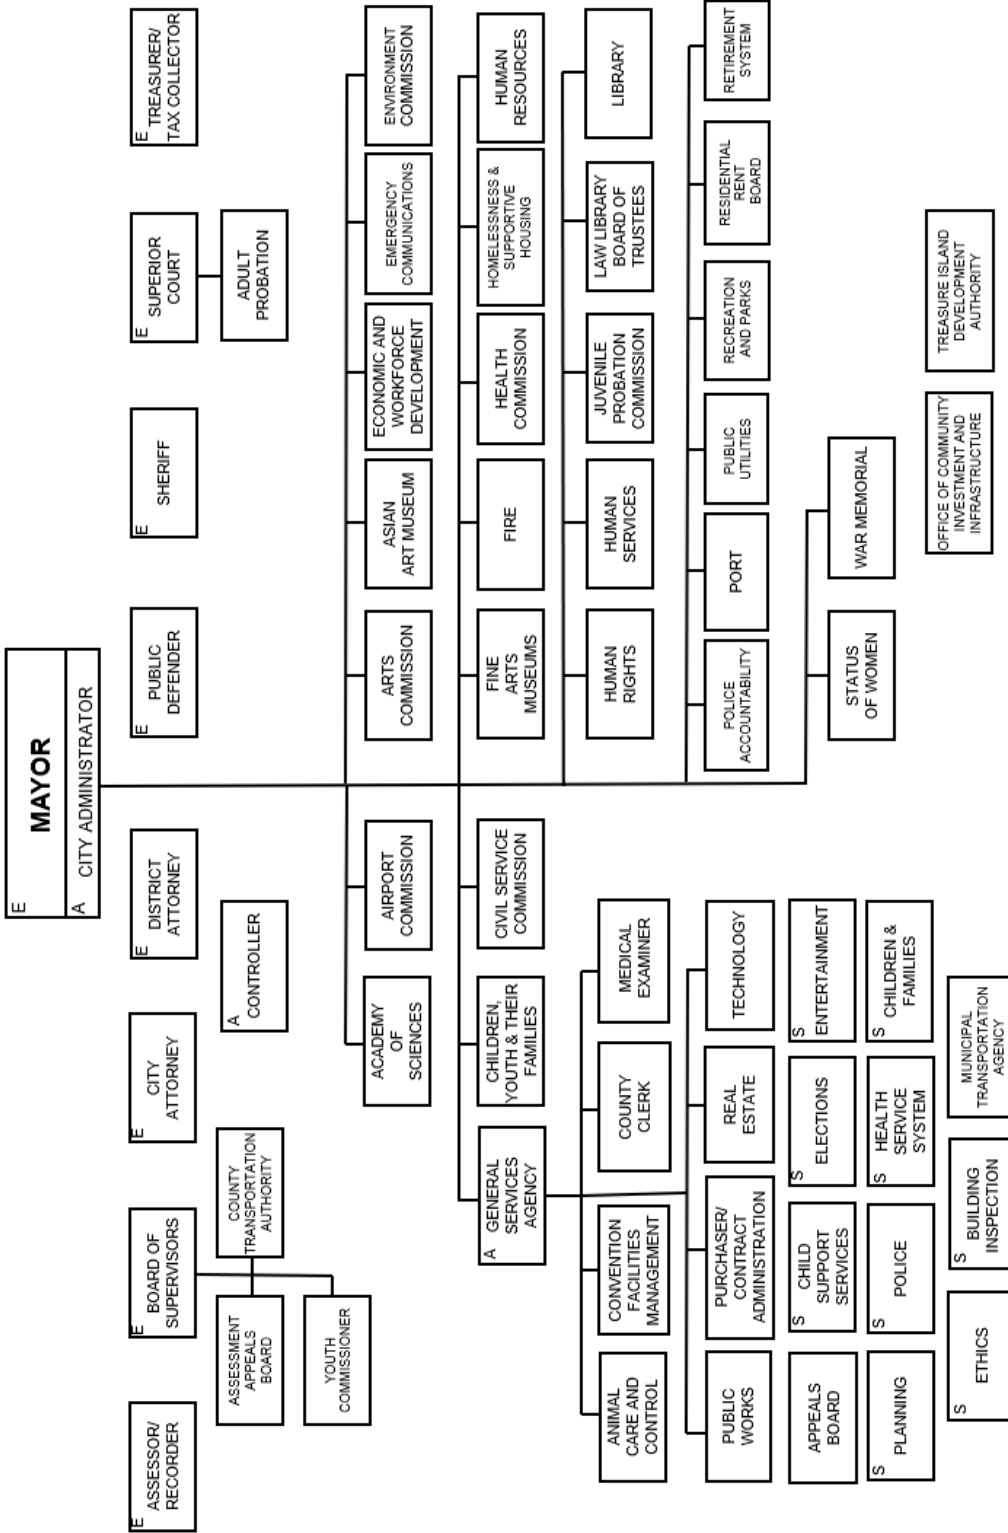 E
MAYOR
A CITY ADMINISTRATOR
E ASSESSOR/
RECORDER
E BOARD OF
SUPERVISORS
E CITY
ATTORNEY
E DISTRICT
ATTORNEY
E PUBLIC
DEFENDER
E SHERIFF
E SUPERIOR
COURT
E TREASURER/
TAX COLLECTOR
ASSESSMENT
APPEALS
BOARD
COUNTY
TRANSPORTATION
AUTHORITY
A
CONTROLLER
ADULT
PROBATION
YOUTH
COMMISSIONER
ACADEMY
OF
SCIENCES
AIRPORT
COMMISSION
ARTS
COMMISSION
ASIAN
ART MUSEUM
ECONOMIC AND
WORKFORCE
DEVELOPMENT
EMERGENCY
COMMUNICATIONS
ENVIRONMENT
COMMISSION
A GENERAL
SERVICES
AGENCY
CHILDREN,
YOUTH & THEIR
FAMILIES
CIVIL SERVICE
COMMISSION
FINE
ARTS
MUSEUMS
FIRE
HEALTH
COMMISSION
HOMELESSNESS &
SUPPORTIVE
HOUSING
HUMAN
RESOURCES
HUMAN
RIGHTS
HUMAN
SERVICES
JUVENILE
PROBATION
COMMISSION
LAW LIBRARY
BOARD OF
TRUSTEES
LIBRARY
ANIMAL
CARE AND
CONTROL
CONVENTION
FACILITIES
MANAGEMENT
COUNTY
CLERK
MEDICAL
EXAMINER
POLICE
ACCOUNTABILITY
PORT
PUBLIC
UTILITIES
RECREATION
AND PARKS
RESIDENTIAL
RENT
BOARD
RETIREMENT
SYSTEM
PUBLIC
WORKS
PURCHASER/
CONTRACT
ADMINISTRATION
REAL
ESTATE
TECHNOLOGY
STATUS
OF WOMEN
WAR MEMORIAL
APPEALS
BOARD
S CHILD
SUPPORT
SERVICES
S
ELECTIONS
S
ENTERTAINMENT
S
PLANNING
S
POLICE
S HEALTH
SERVICE
SYSTEM
S CHILDREN &
FAMILIES
S
ETHICS
S BUILDING
INSPECTION
MUNICIPAL
TRANSPORTATION
AGENCY
OFFICE OF COMMUNITY
INVESTMENT AND
INFRASTRUCTURE
TREASURE ISLAND
DEVELOPMENT
AUTHORITY